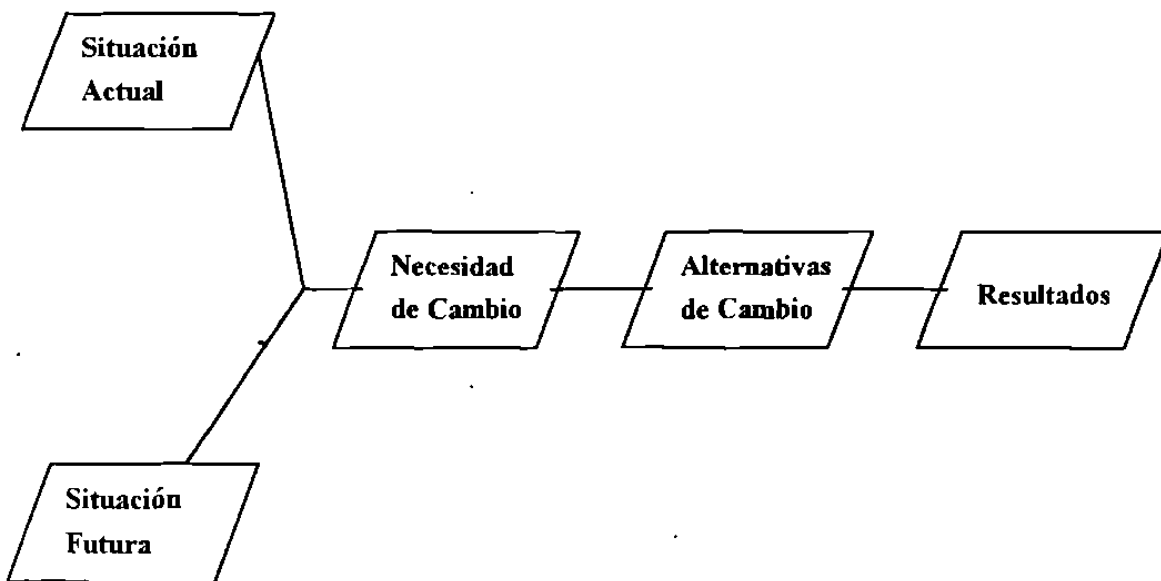 Situación
Actual
Necesidad
de Cambio
Alternativas
de Cambio
Resultados
Situación
Futura